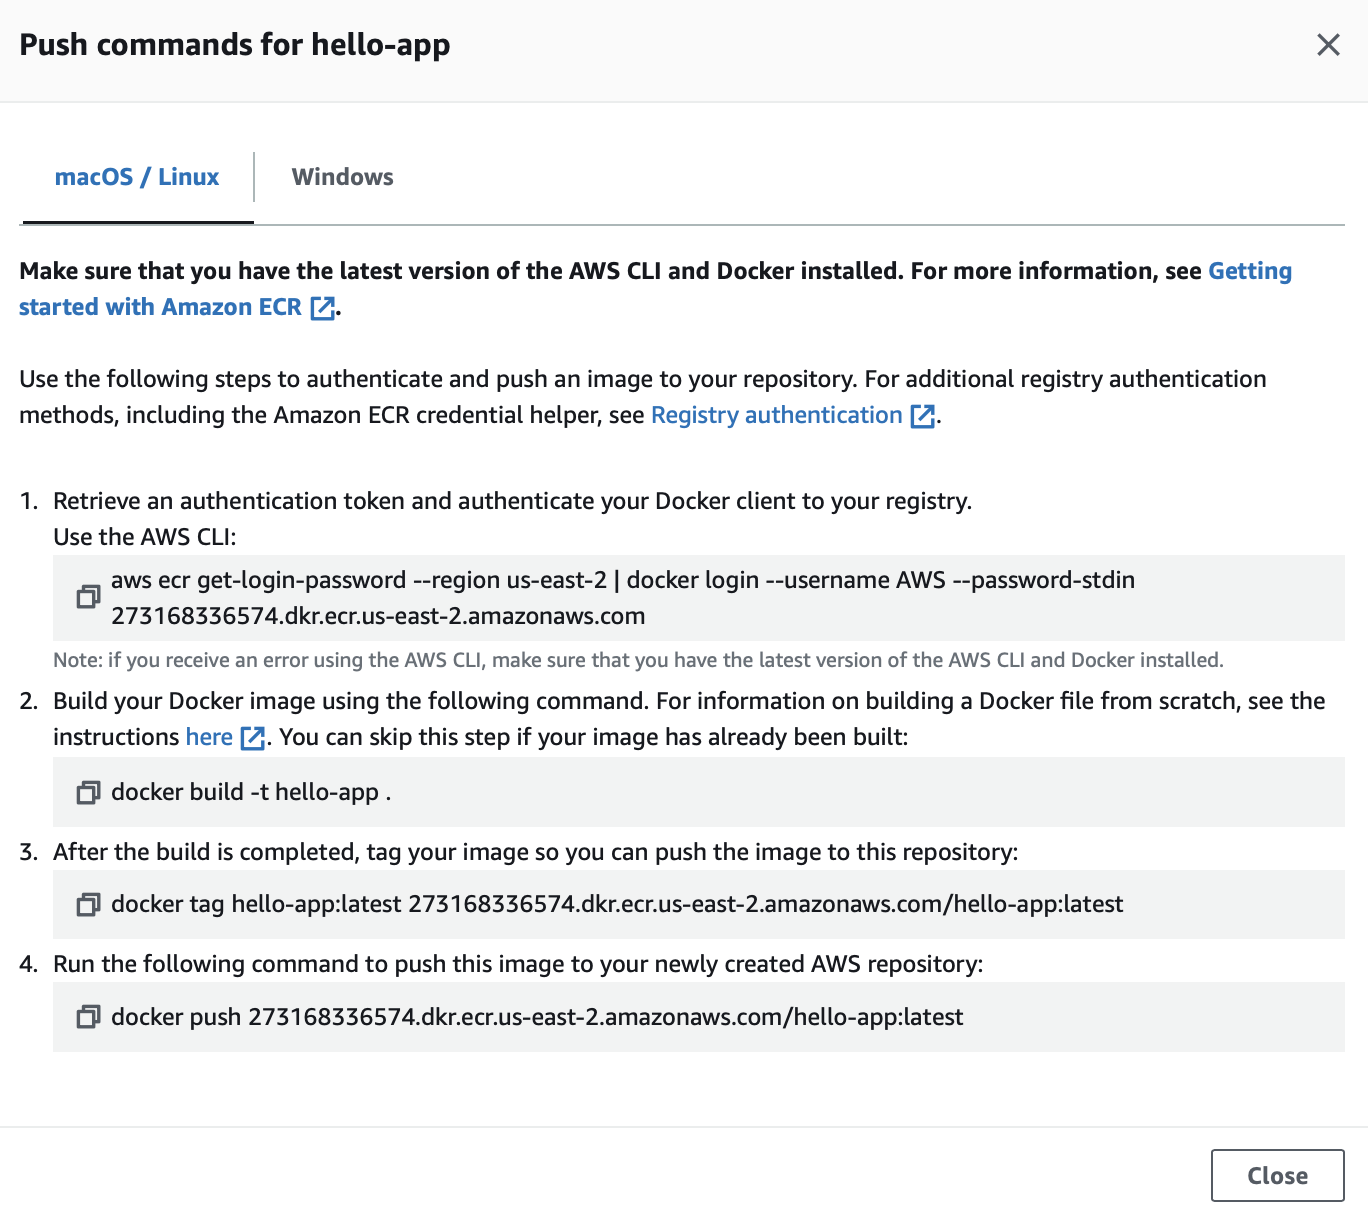 Push commands for hello-app
macOS / Linux
Windows
Make sure that you have the latest version of the AWS CLI and Docker installed. For more information, see Getting
started with Amazon ECR .
Use the following steps to authenticate and push an image to your repository. For additional registry authentication
methods, including the Amazon ECR credential helper, see Registry authentication .
1. Retrieve an authentication token and authenticate your Docker client to your registry.
Use the AWS CLI:
aws ecr get-login-password --region us-east-2 | docker login --username AWS --password-stdin
273168336574.dkr.ecr.us-east-2.amazonaws.com
Note: if you receive an error using the AWS CLI, make sure that you have the latest version of the AWS CLI and Docker installed.
2. Build your Docker image using the following command. For information on building a Docker file from scratch, see the
instructions here . You can skip this step if your image has already been built:
docker build -t hello-app .
3. After the build is completed, tag your image so you can push the image to this repository:
docker tag hello-app:latest 273168336574.dkr.ecr.us-east-2.amazonaws.com/hello-app:latest
4. Run the following command to push this image to your newly created AWS repository:
docker push 273168336574.dkr.ecr.us-east-2.amazonaws.com/hello-app:latest
Close